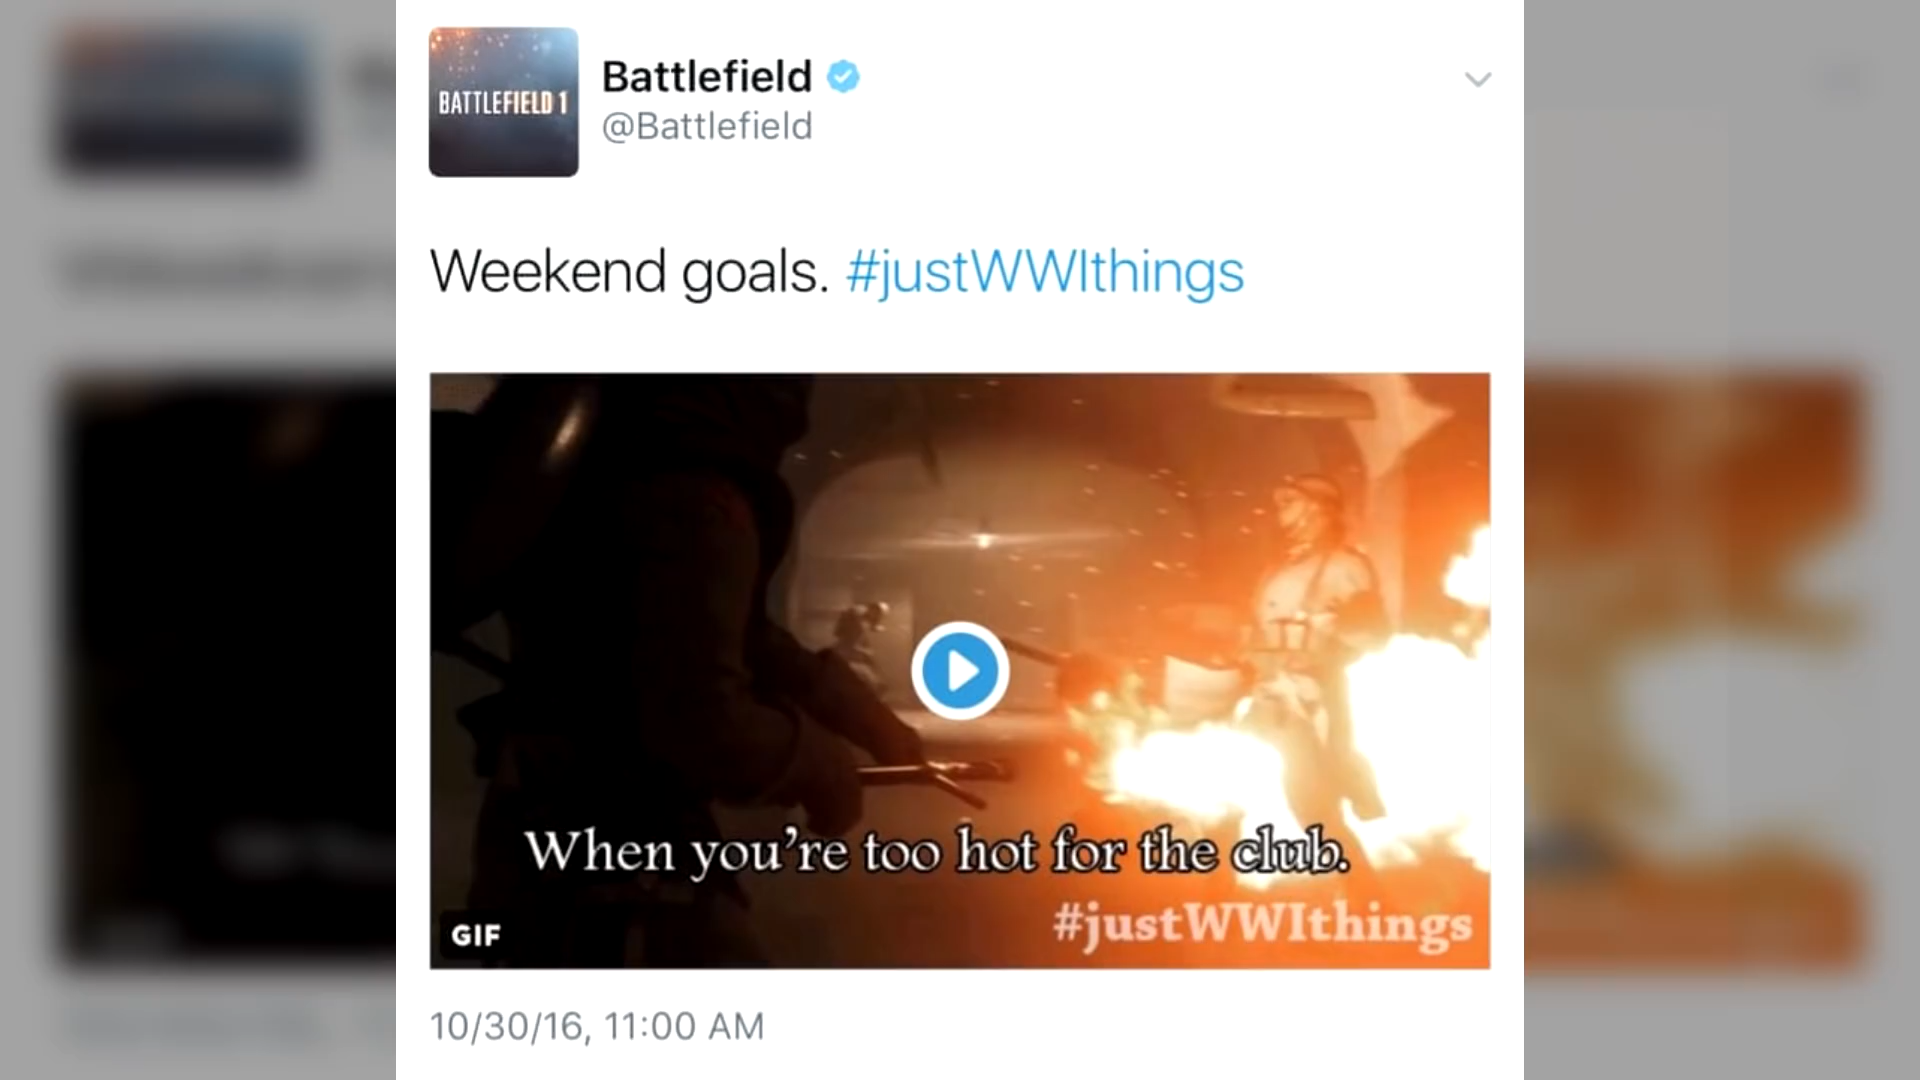 BATTLEFIELD 1
Battlefield
@Battlefield
Weekend goals. #justWWIthings
When you're too hot for the club.
#justWWIthings
GIF
10/30/16, 11:00 AM